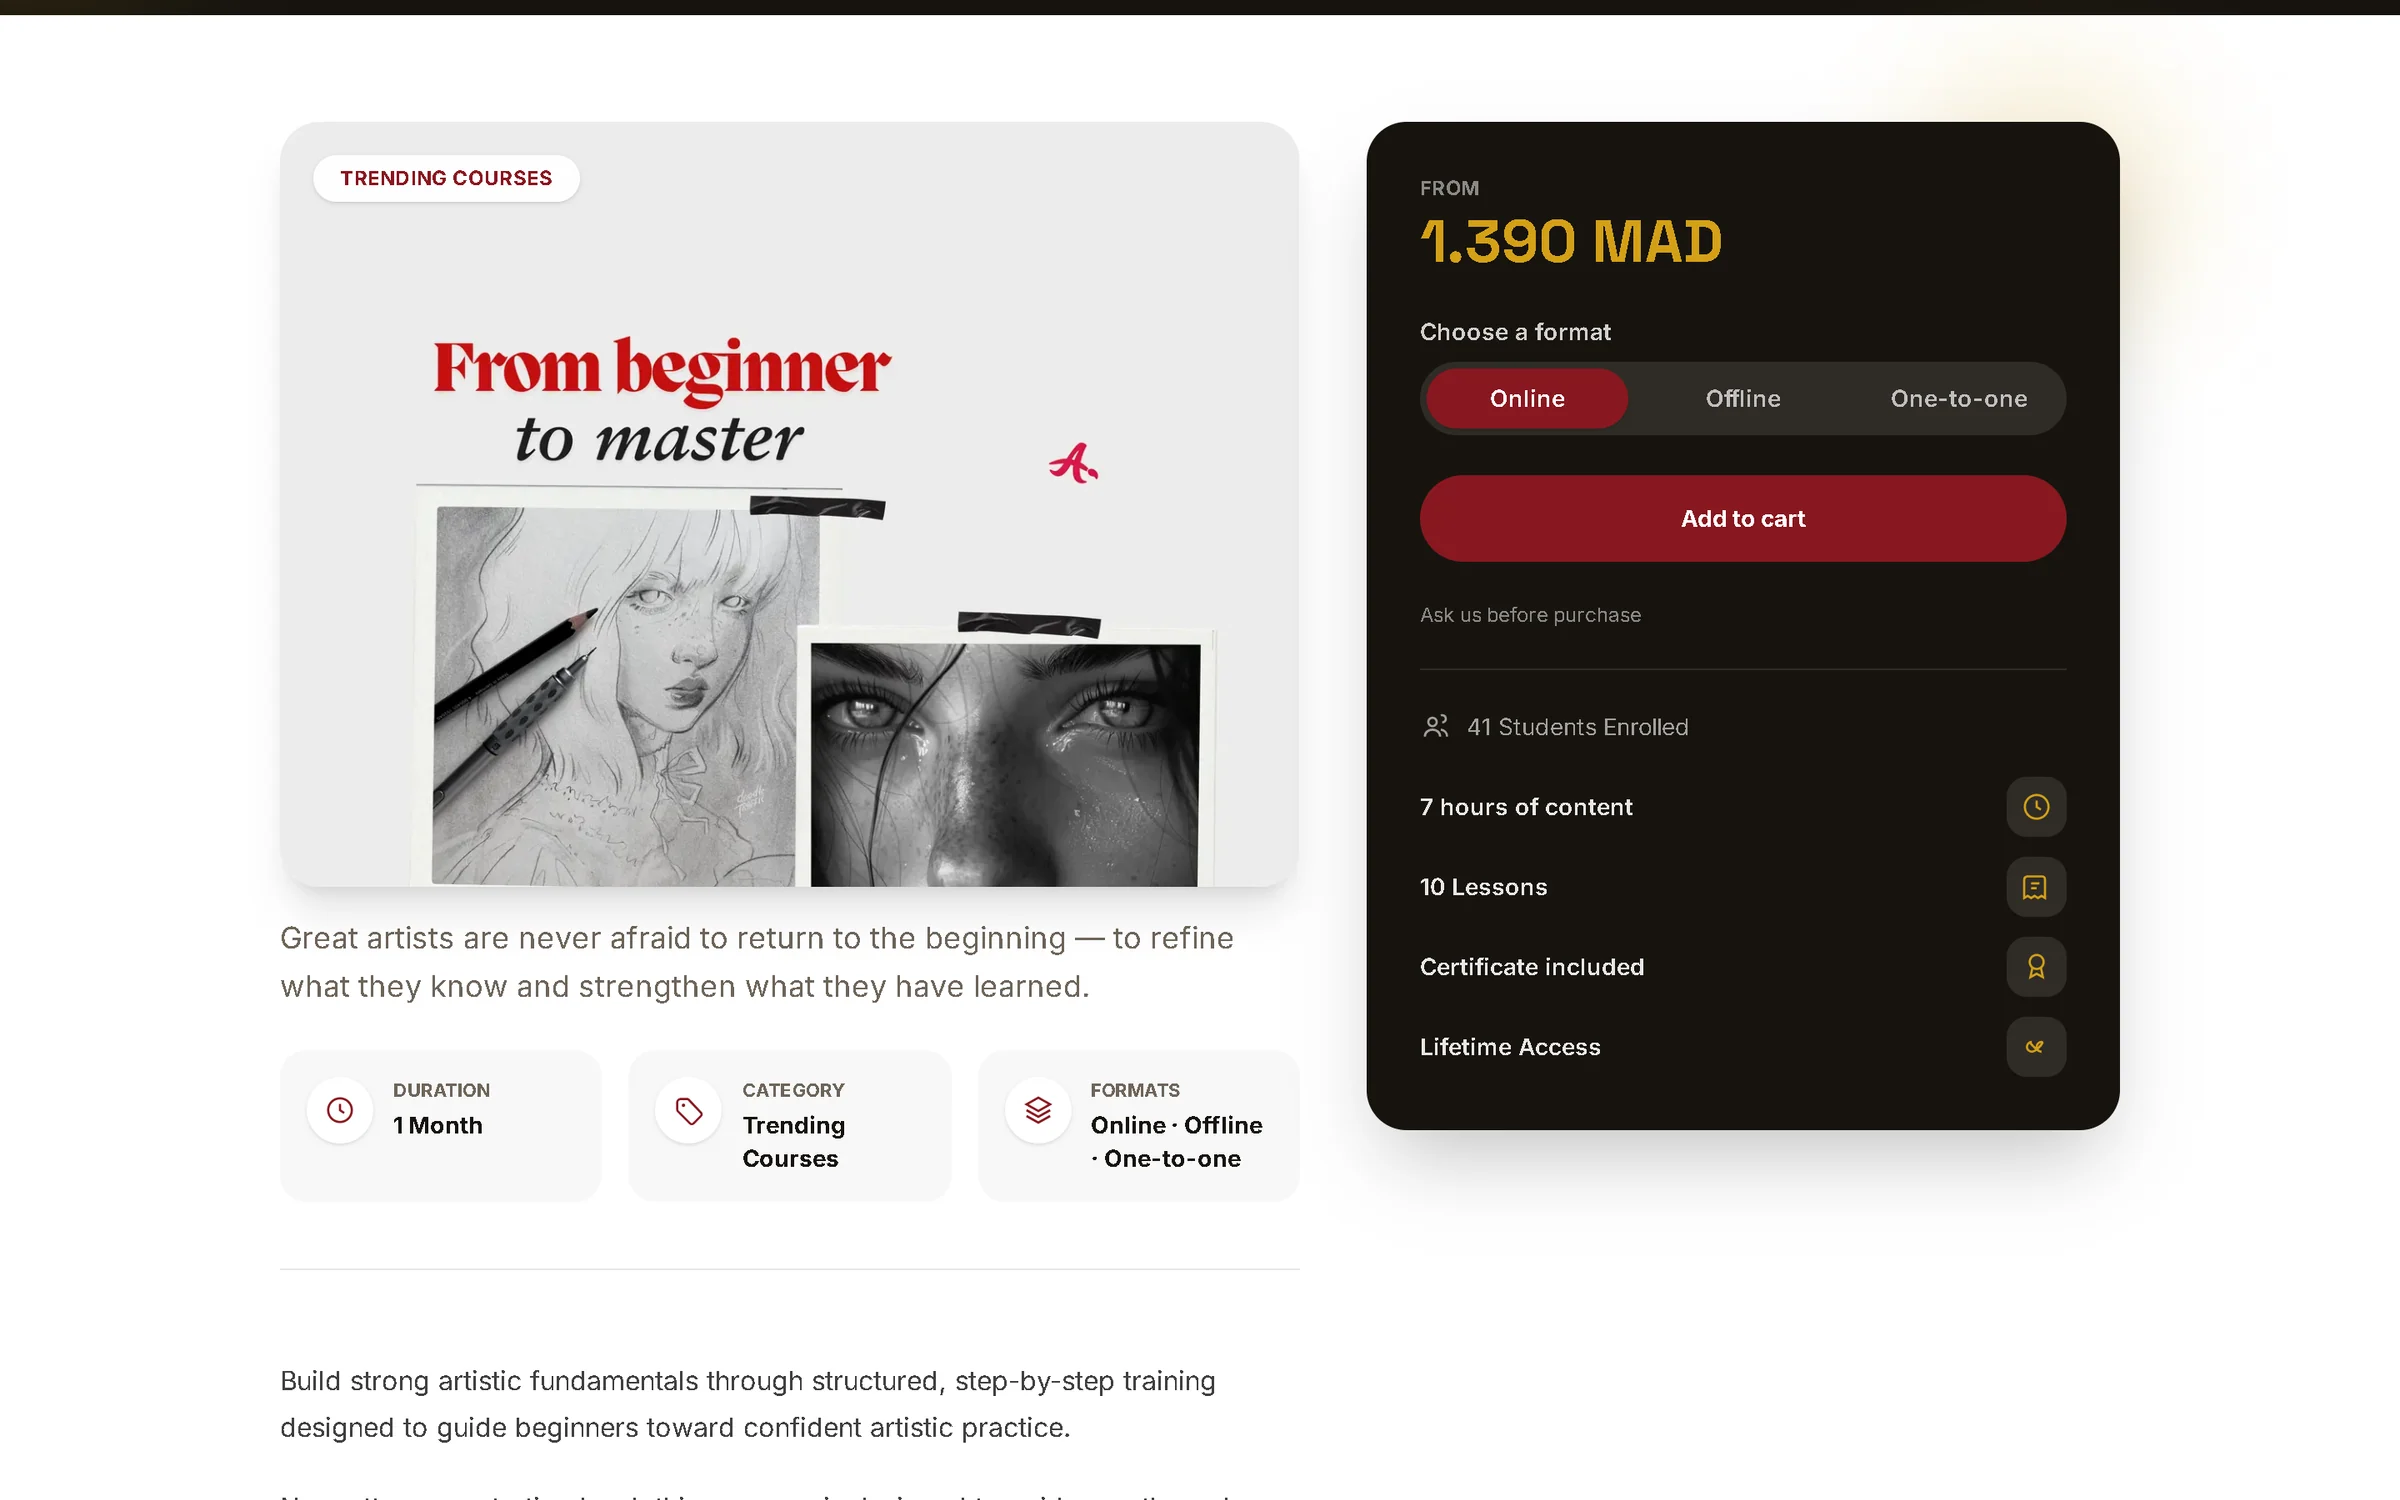 TRENDING COURSES
From beginner
to master
A.
Great artists are never afraid to return to the beginning — to refine
what they know and strengthen what they have learned.
DURATION
1 Month
CATEGORY
Trending
Courses
FORMATS
Online · Offline
· One-to-one
Build strong artistic fundamentals through structured, step-by-step training
designed to guide beginners toward confident artistic practice.
FROM
1.390 MAD
Choose a format
Online
Offline
One-to-one
Add to cart
Ask us before purchase
41 Students Enrolled
7 hours of content
10 Lessons
Certificate included
Lifetime Access